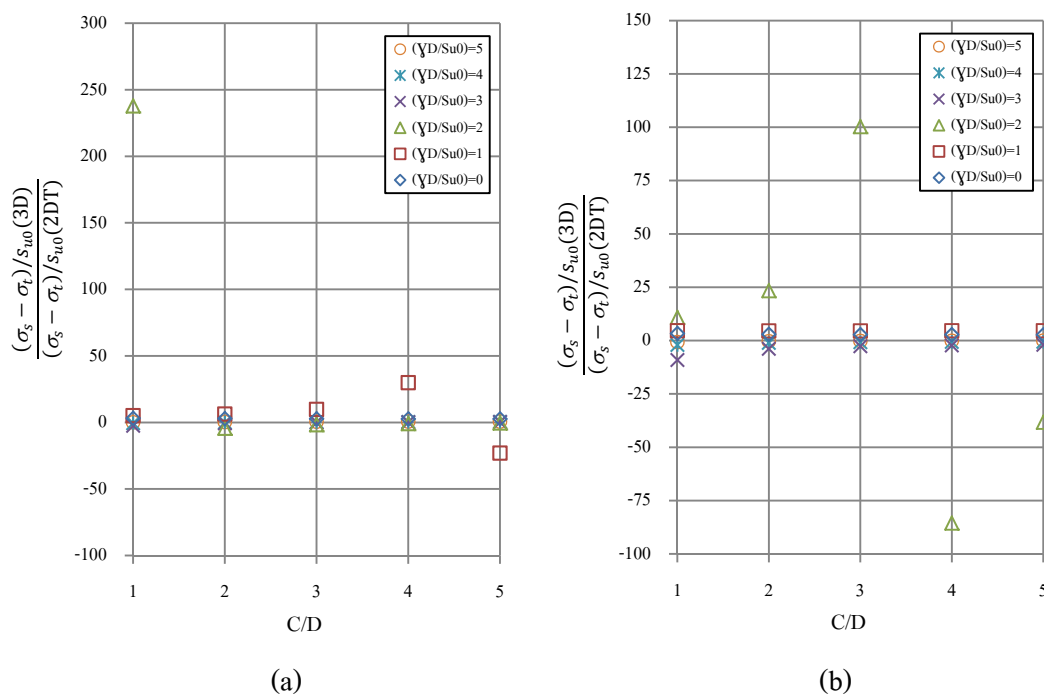 300
250
200
150
100
50
0
-50
-100
1 2 3 4 5
C/D
(σₛ − σₜ)/sᵤ₀(3D)
(σₛ − σₜ)/sᵤ₀(2DT)
(ƔD/Su0)=5
(ƔD/Su0)=4
(ƔD/Su0)=3
(ƔD/Su0)=2
(ƔD/Su0)=1
(ƔD/Su0)=0
(a)
150
125
100
75
50
25
0
-25
-50
-75
-100
1 2 3 4 5
C/D
(σₛ − σₜ)/sᵤ₀(3D)
(σₛ − σₜ)/sᵤ₀(2DT)
(ƔD/Su0)=5
(ƔD/Su0)=4
(ƔD/Su0)=3
(ƔD/Su0)=2
(ƔD/Su0)=1
(ƔD/Su0)=0
(b)